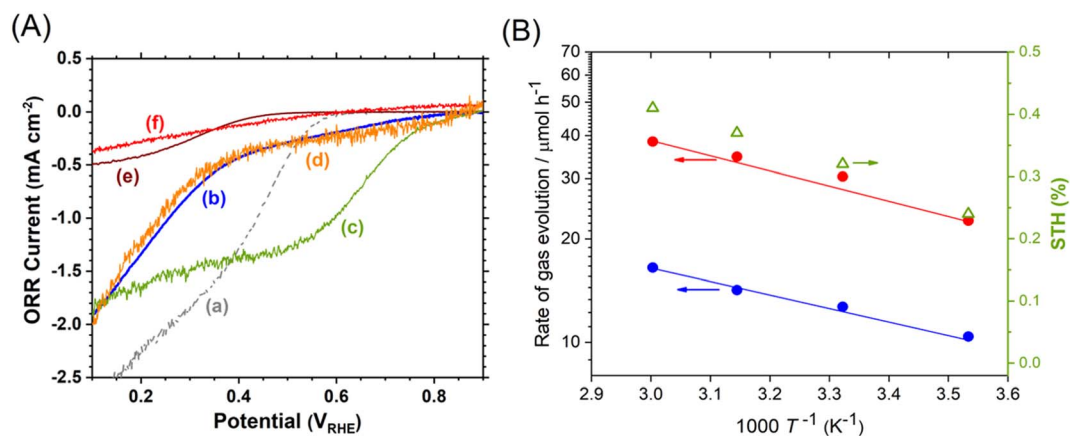 (A)
0.5
0.0
-0.5
-1.0
-1.5
-2.0
-2.5
ORR Current (mA cm-2)
(f)
(e)
(d)
(b)
(c)
(a)
0.2
0.4
0.6
0.8
Potential (VRHE)
(B)
70
60
50
40
30
20
10
Rate of gas evolution / μmol h-1
0.5
0.4
0.3
0.2
0.1
0.0
STH (%)
2.9
3.0
3.1
3.2
3.3
3.4
3.5
3.6
1000 T -1 (K-1)